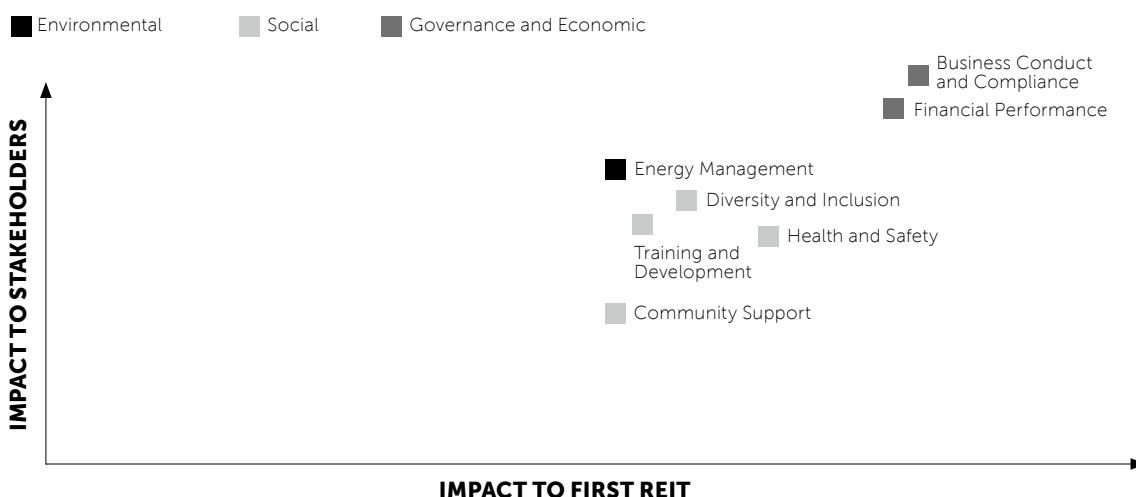 Environmental
Social
Governance and Economic
Business Conduct
and Compliance
Financial Performance
Energy Management
Diversity and Inclusion
Health and Safety
Training and
Development
Community Support
IMPACT TO STAKEHOLDERS
IMPACT TO FIRST REIT